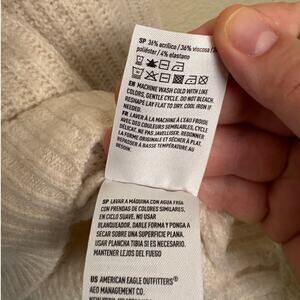 SP 36% acrílico / 36% viscosa /
poliéster / 4% elastano
EN MACHINE WASH COLD WITH LIKE
COLORS, GENTLE CYCLE. DO NOT BLEACH.
RESHAPE LAY FLAT TO DRY. COOL IRON IF
NEEDED.
FR LAVER À LA MACHINE À L'EAU FROIDE
AVEC DES COULEURS SEMBLABLES, CYCLE
DÉLICAT. NE PAS JAVELLISER. REDONNER
LA FORME ORIGINALE ET SÉCHER À PLAT.
REPASSER À BASSE TEMPÉRATURE AU
BESOIN.
SP LAVAR A MÁQUINA CON AGUA FRÍA
CON PRENDAS DE COLORES SIMILARES,
EN CICLO SUAVE. NO USAR
BLANQUEADOR. DARLE FORMA Y PONGA A
SECAR SOBRE UNA SUPERFICIE PLANA.
USAR PLANCHA TIBIA SI ES NECESARIO.
MANTENER LEJOS DEL FUEGO
US AMERICAN EAGLE OUTFITTERS®
AEO MANAGEMENT CO.